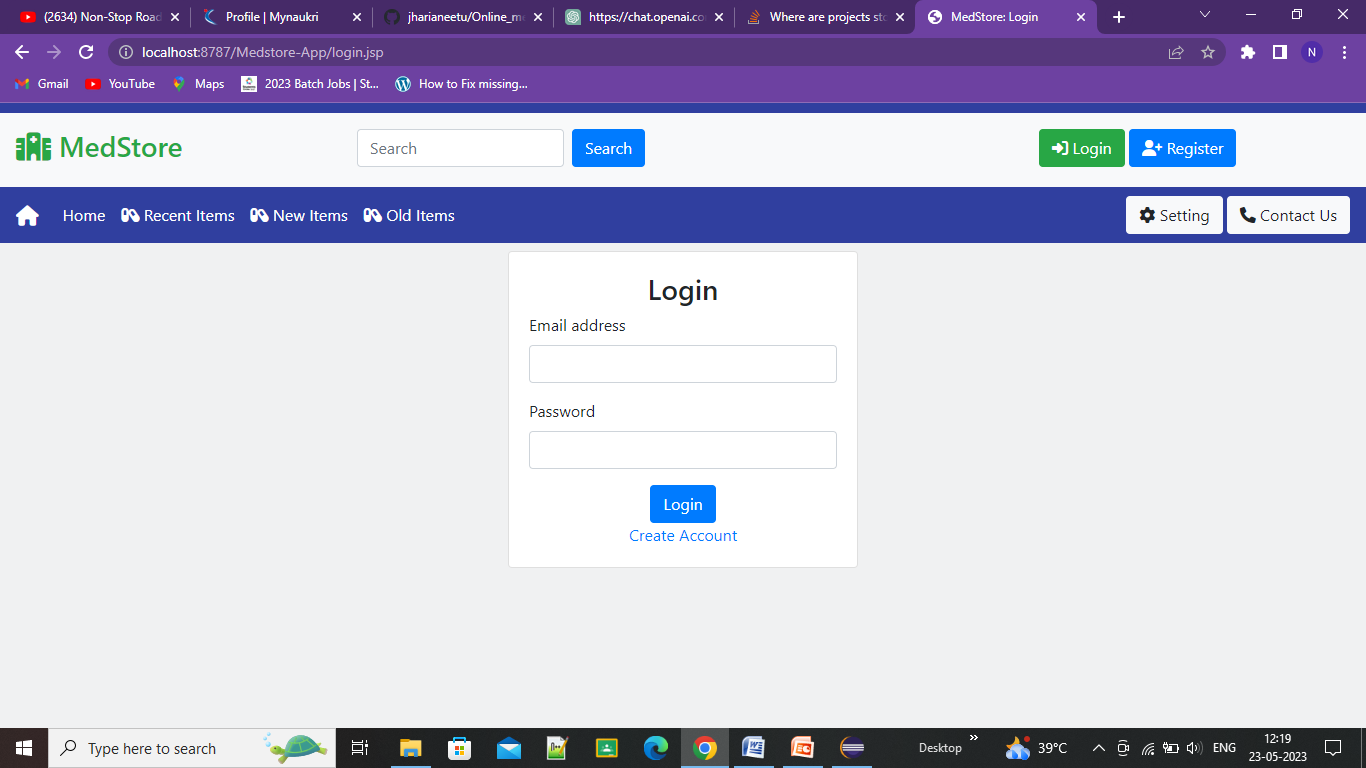 (2634) Non-Stop Road
Profile | Mynaukri
jharianeetu/Online_me
https://chat.openai.co
Where are projects sto
MedStore: Login
localhost:8787/Medstore-App/login.jsp
N
Gmail
YouTube
Maps
2023 Batch Jobs | St...
How to Fix missing...
MedStore
Search
Search
Login
Register
Home
Recent Items
New Items
Old Items
Setting
Contact Us
Login
Email address
Password
Login
Create Account
Type here to search
Desktop
39°C
ENG
12:19
23-05-2023